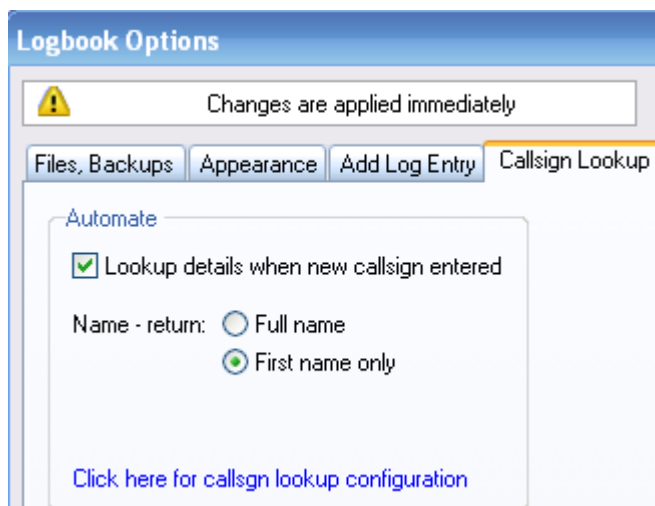 Logbook Options
Changes are applied immediately
Files, Backups Appearance Add Log Entry Callsign Lookup
Automate
Lookup details when new callsign entered
Name - return: Full name
First name only
Click here for callsgn lookup configuration